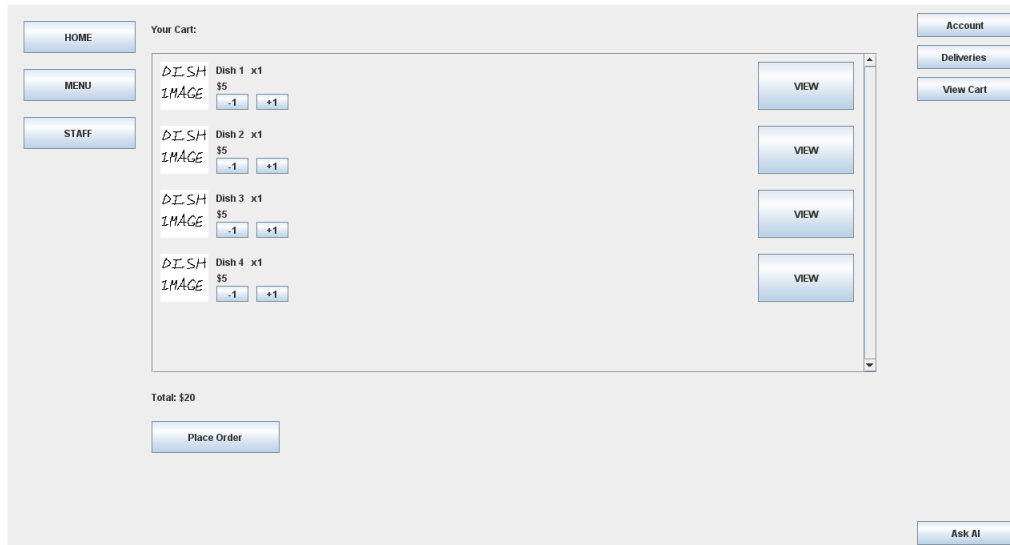 HOME
MENU
STAFF
Your Cart:
DISH IMAGE
Dish 1 x1
$5
-1 +1
VIEW
DISH IMAGE
Dish 2 x1
$5
-1 +1
VIEW
DISH IMAGE
Dish 3 x1
$5
-1 +1
VIEW
DISH IMAGE
Dish 4 x1
$5
-1 +1
VIEW
Total: $20
Place Order
Account
Deliveries
View Cart
Ask AI